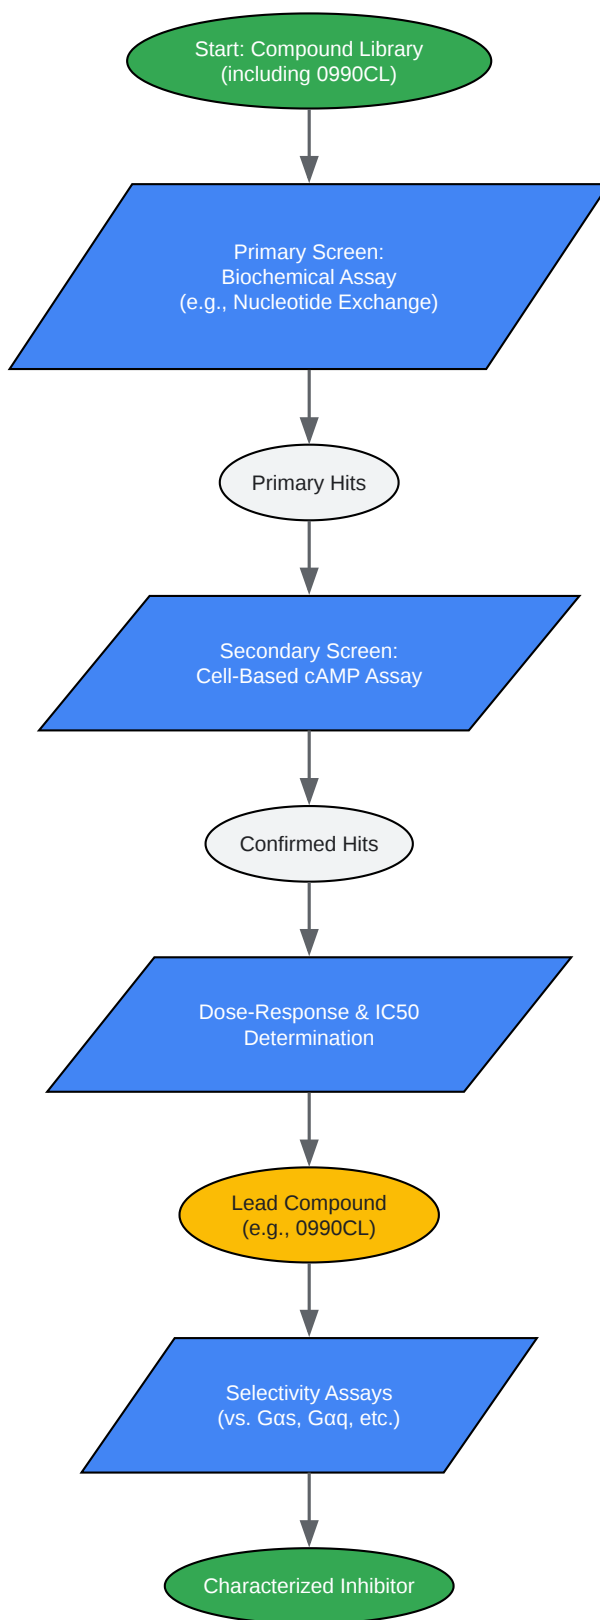 Start: Compound Library
(including 0990CL)
Primary Screen:
Biochemical Assay
(e.g., Nucleotide Exchange)
Primary Hits
Secondary Screen:
Cell-Based cAMP Assay
Confirmed Hits
Dose-Response & IC50
Determination
Lead Compound
(e.g., 0990CL)
Selectivity Assays
(vs. Gαs, Gαq, etc.)
Characterized Inhibitor